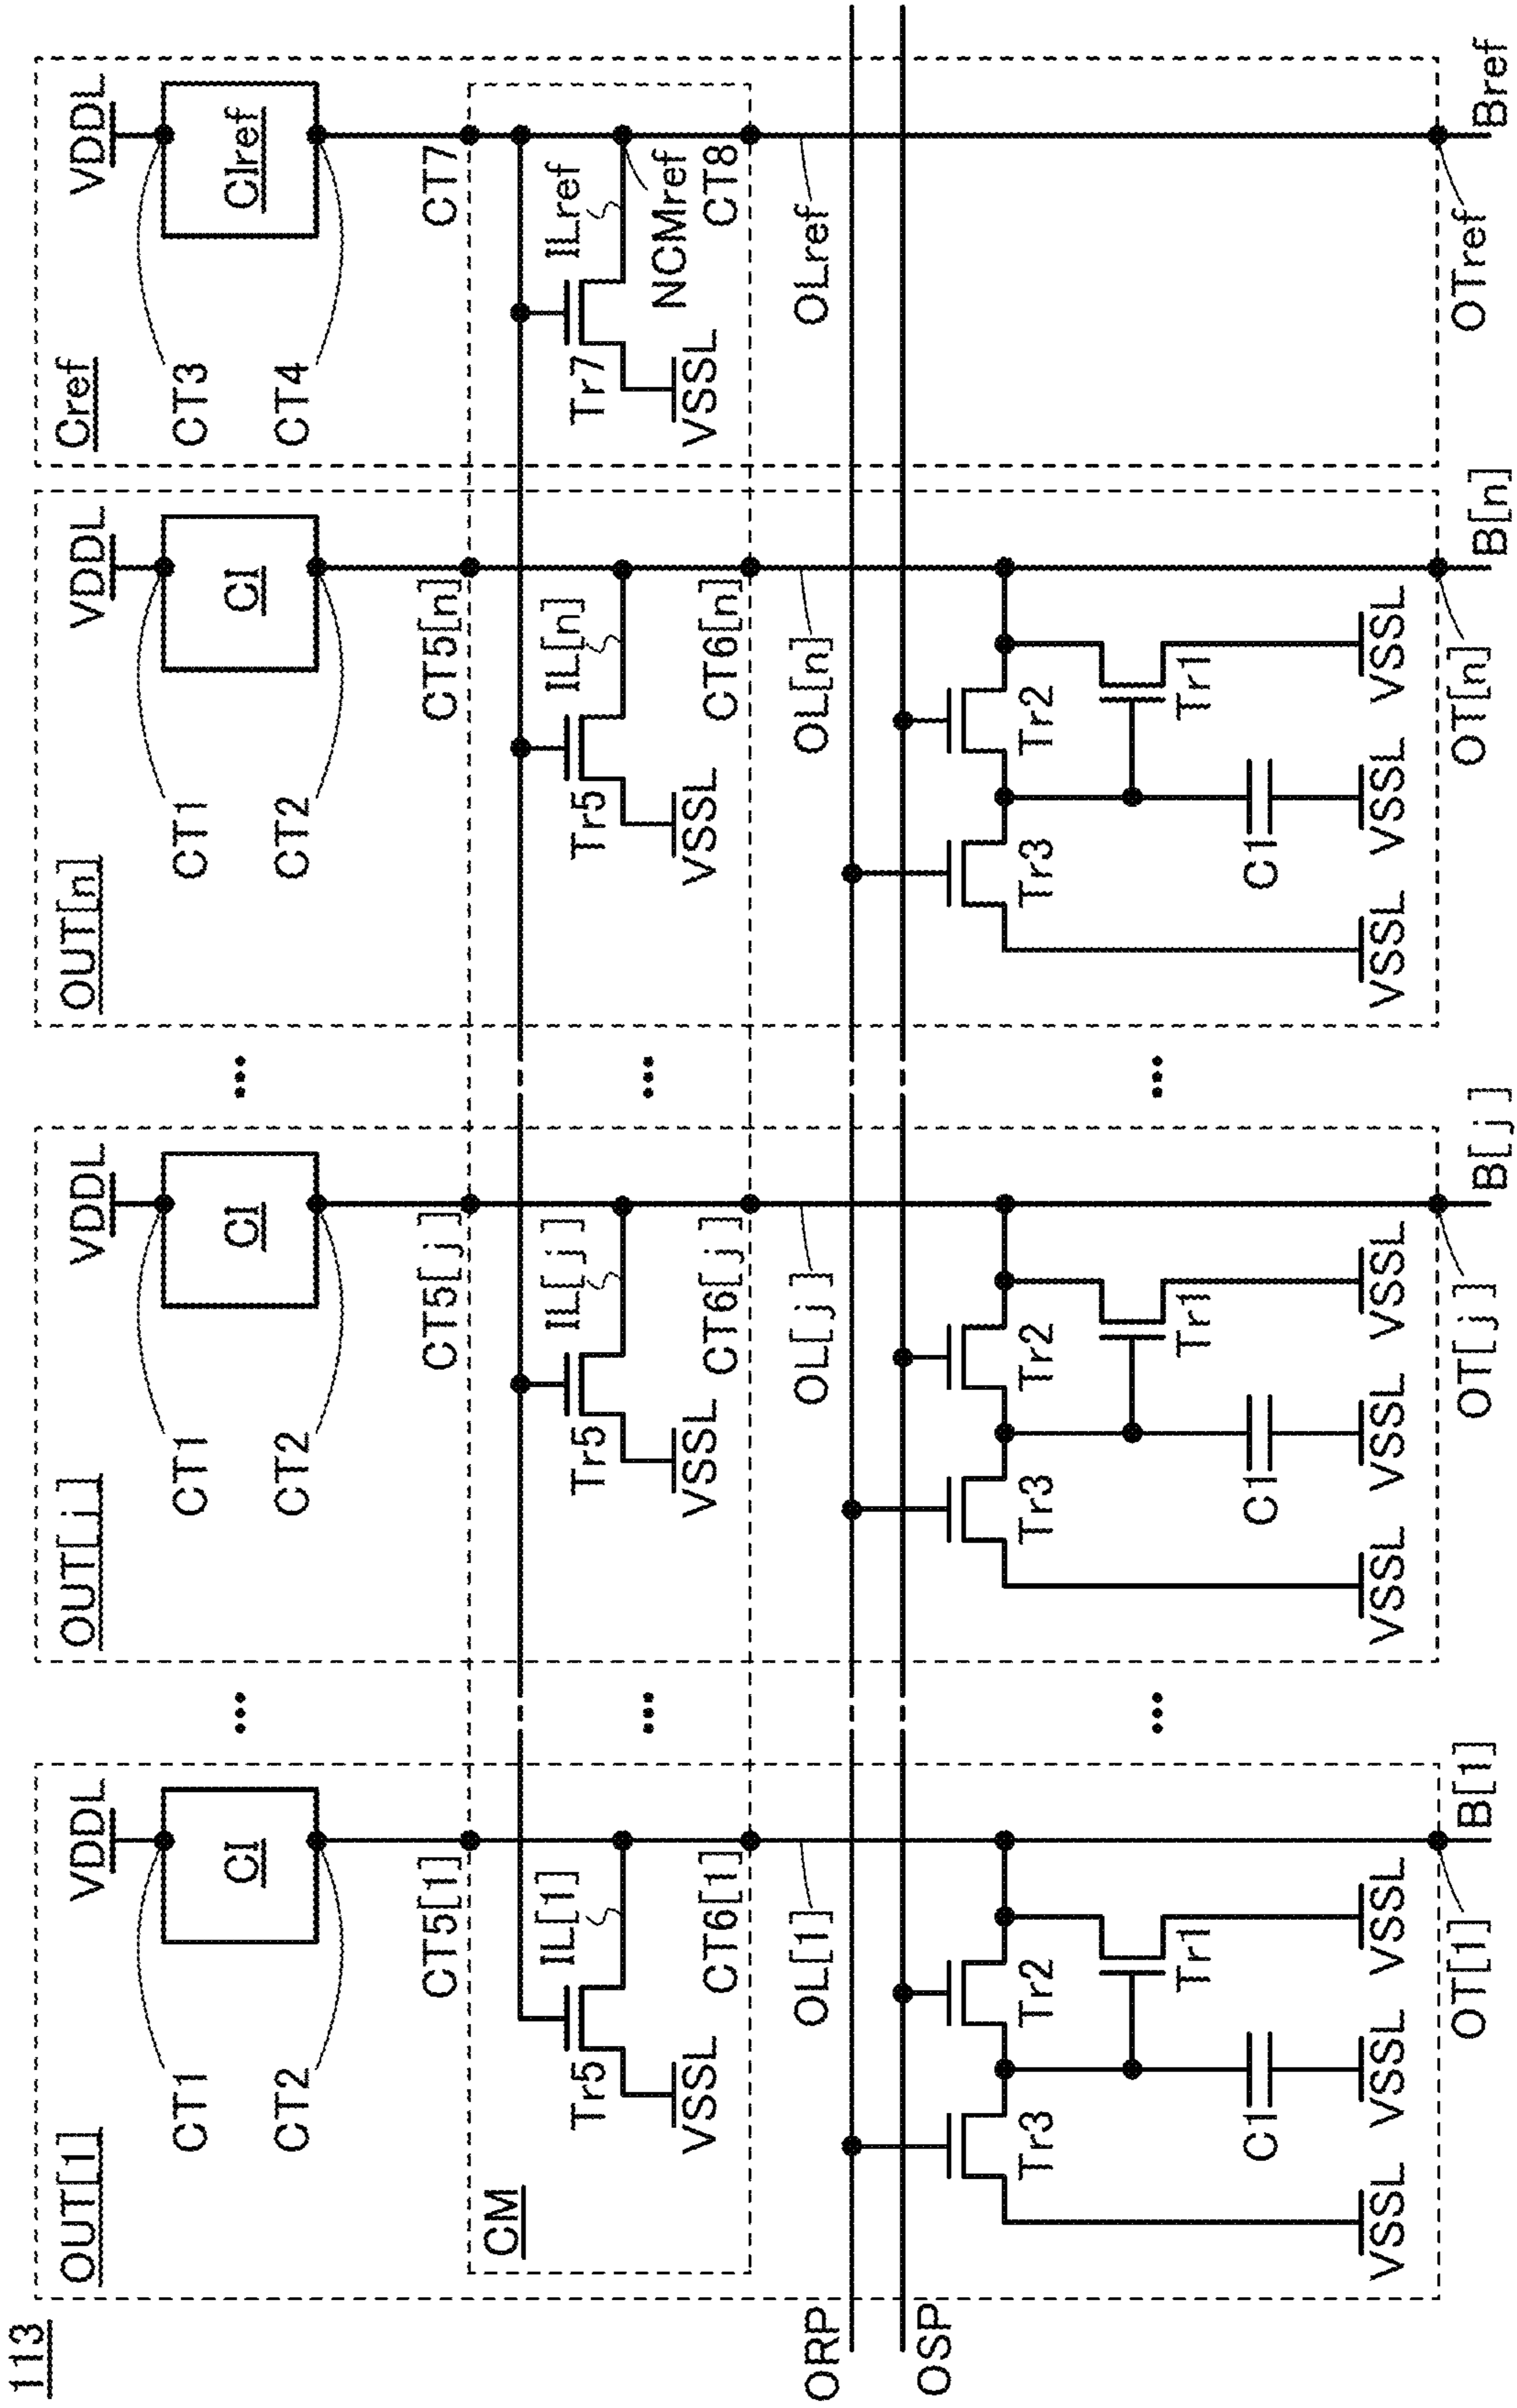 113
OUT[1]
VDDL
CI
CT1
CT2
CT5[1]
IL[1]
Tr5
VSSL
CT6[1]
CM
OL[1]
ORP
OSP
Tr3
Tr2
Tr1
C1
VSSL
VSSL
VSSL
OT[1]
B[1]
...
...
...
OUT[j]
VDDL
CI
CT1
CT2
CT5[j]
IL[j]
Tr5
VSSL
CT6[j]
OL[j]
Tr3
Tr2
Tr1
C1
VSSL
VSSL
VSSL
OT[j]
B[j]
...
...
...
OUT[n]
VDDL
CI
CT1
CT2
CT5[n]
IL[n]
Tr5
VSSL
CT6[n]
OL[n]
Tr3
Tr2
Tr1
C1
VSSL
VSSL
VSSL
OT[n]
B[n]
Cref
VDDL
CIref
CT3
CT4
CT7
ILref
Tr7
NCMref
VSSL
CT8
OLref
OTref
Bref